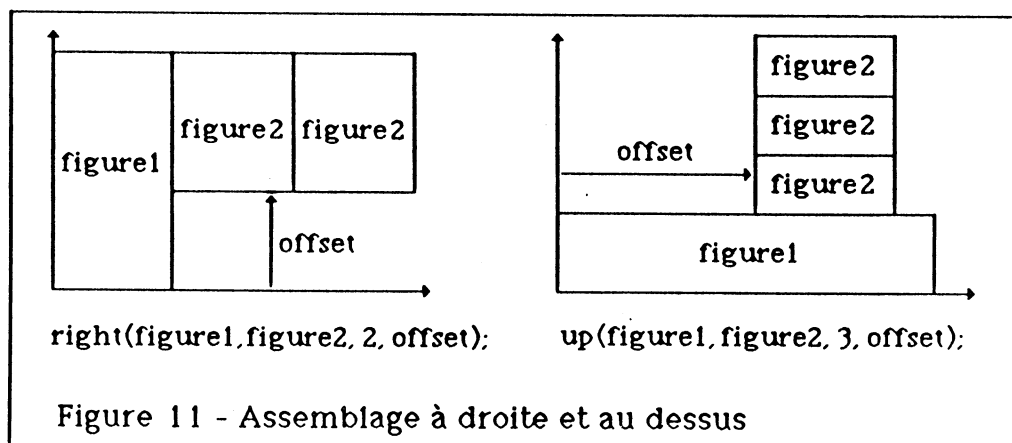 figure1
figure2
figure2
offset
right(figure1,figure2, 2, offset);
figure2
figure2
figure2
offset
figure1
up(figure1, figure2, 3, offset);
Figure 11 - Assemblage à droite et au dessus